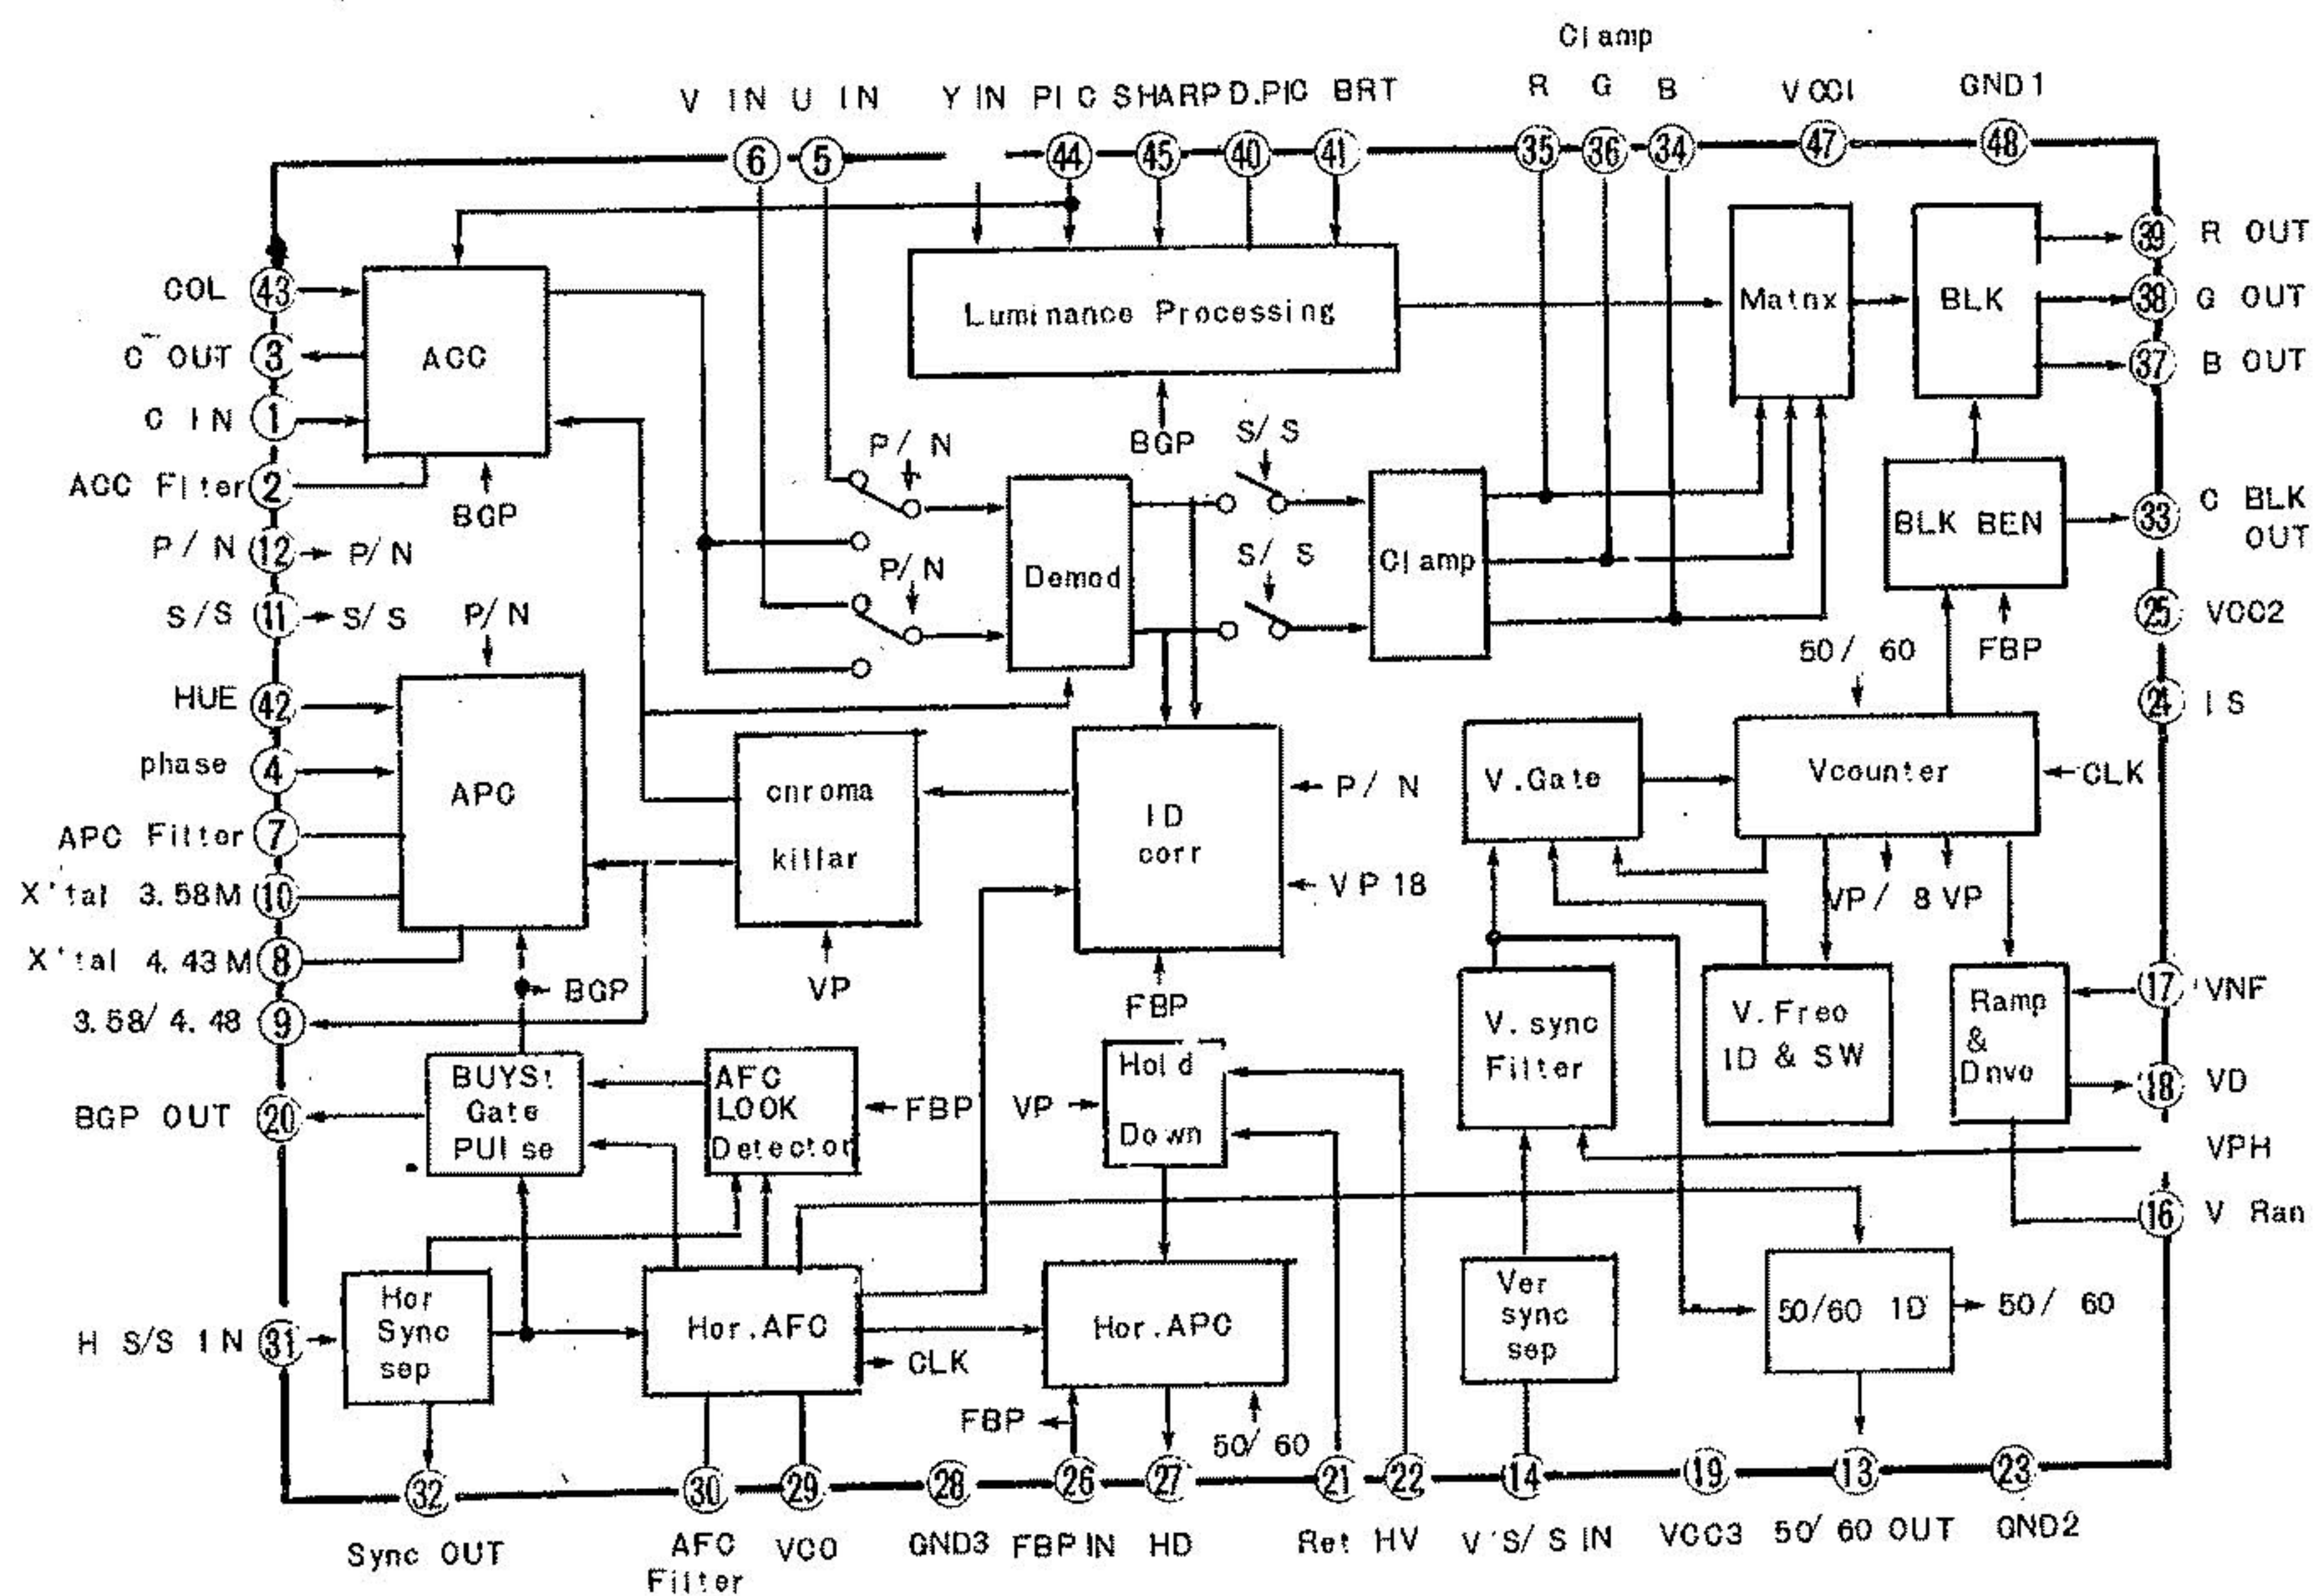 Clamp
V IN U IN Y IN PIC SHARP D.PIC BRT R G B VCC1 GND1
6 5 44 45 40 41 35 36 34 47 48
COL 43
C OUT 3
C IN 1
ACC Filter 2
P/N 12 P/N
S/S 11 S/S
HUE 42
phase 4
APC Filter 7
X'tal 3.58M 10
X'tal 4.43M 8
3.58/4.48 9
BGP OUT 20
H S/S IN 31
ACC
BGP
P/N
APC
BGP
BUYSt
Gate
PUlse
AFC
LOOK
Detector
FBP
Hor
Sync
sep
Hor.AFC
CLK
Luminance Processing
BGP
P/N
P/N
Demod
S/S
S/S
Clamp
Matnx
BLK
BLK BEN
FBP
cnroma
killar
VP
ID
corr
P/N
VP18
FBP
VP
Hold
Down
Hor.APC
FBP
50/60
V.Gate
50/60
Vcounter
CLK
VP/ 8 VP
V.sync
Filter
V.Freo
ID & SW
Ramp
&
Dnve
Ver
sync
sep
50/60 ID
50/60
39 R OUT
38 G OUT
37 B OUT
33 C BLK
OUT
25 VCC2
24 IS
17 VNF
18 VD
VPH
16 V Ran
32 30 29 28 26 27 21 22 14 19 13 23
Sync OUT AFC VCO GND3 FBP IN HD Ret HV V S/S IN VCC3 50/60 OUT GND2
Filter